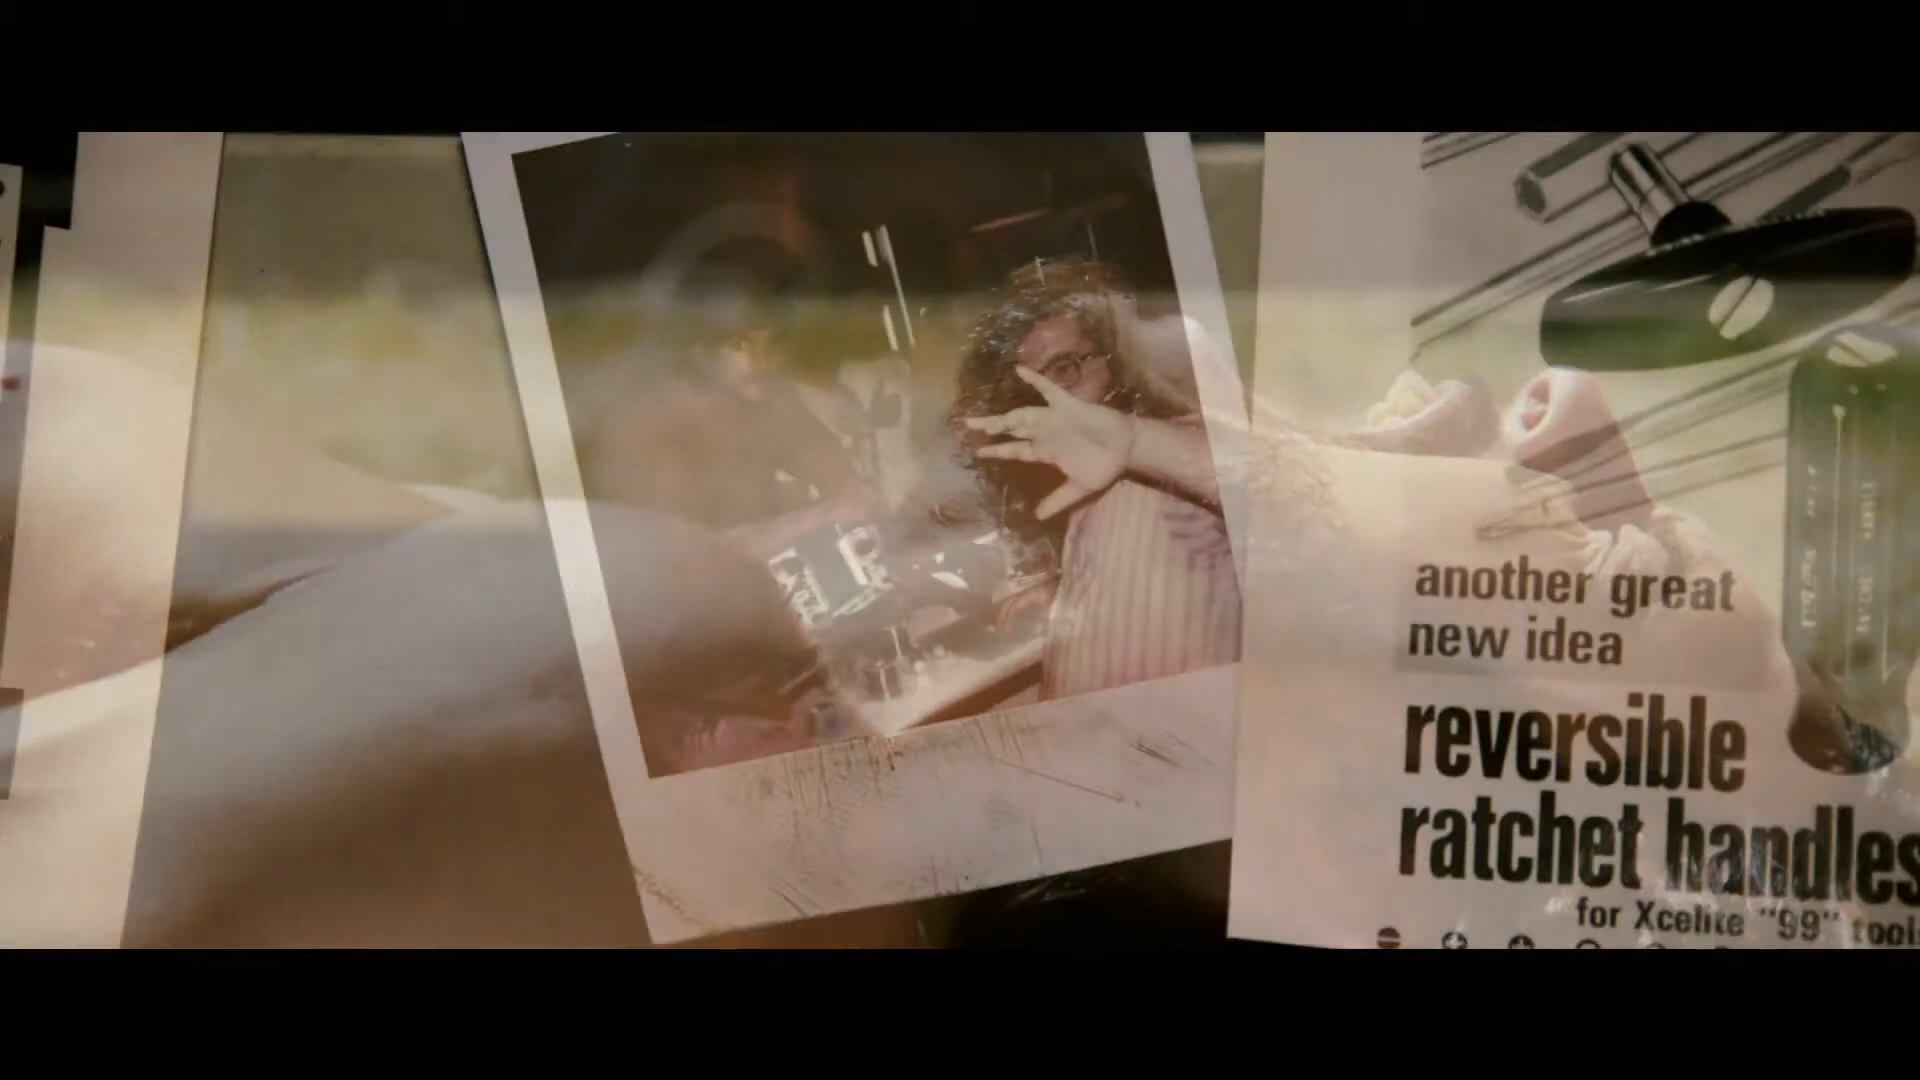 another great
new idea
reversible
ratchet handles
for Xcelite "99" tools